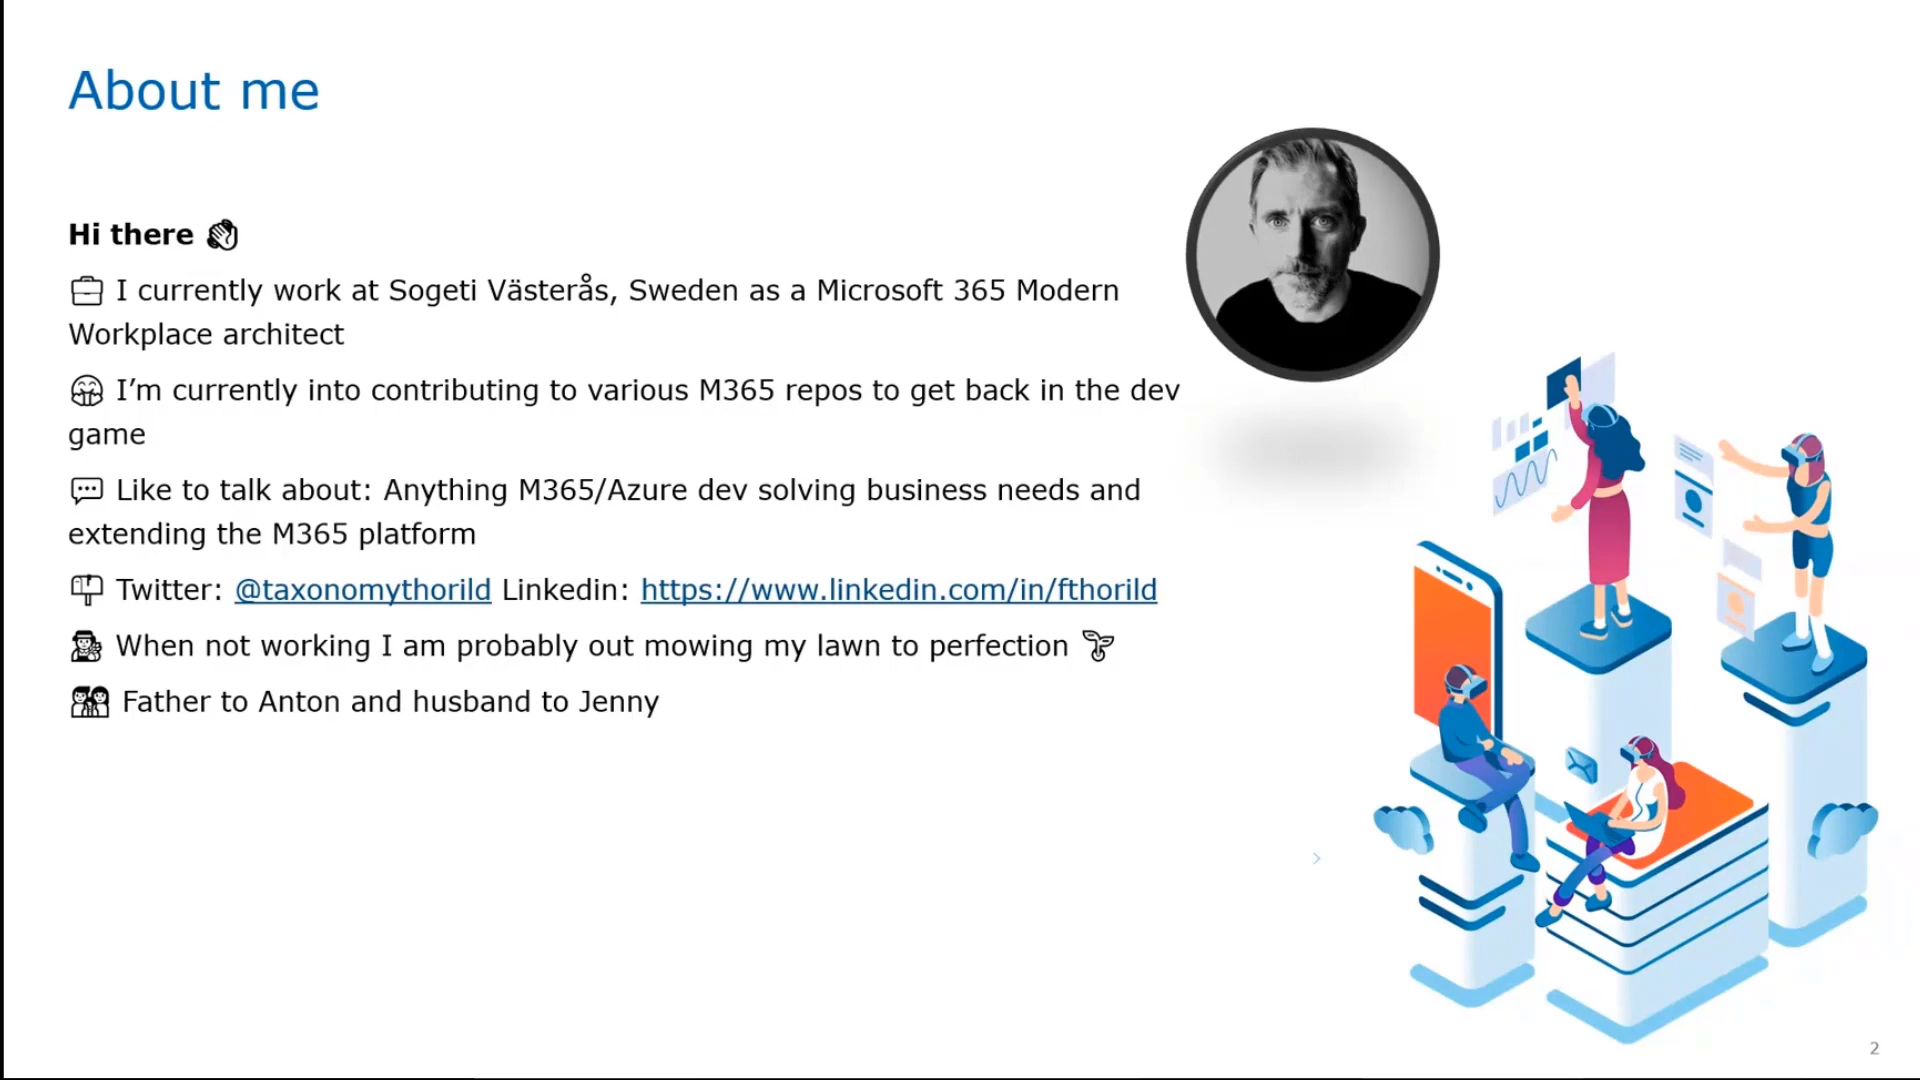 About me
Hi there 👋
I currently work at Sogeti Västerås, Sweden as a Microsoft 365 Modern
Workplace architect
I’m currently into contributing to various M365 repos to get back in the dev
game
Like to talk about: Anything M365/Azure dev solving business needs and
extending the M365 platform
Twitter: @taxonomythorild Linkedin: https://www.linkedin.com/in/fthorild
When not working I am probably out mowing my lawn to perfection 🌱
Father to Anton and husband to Jenny
2